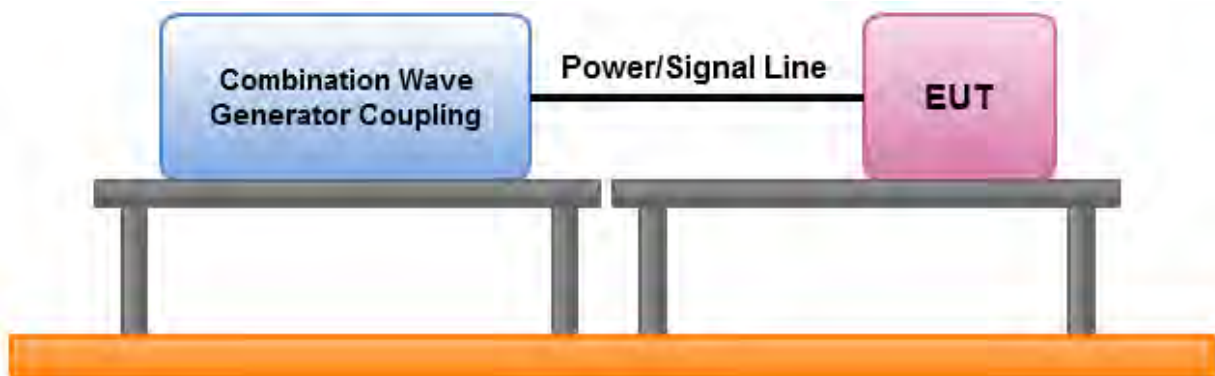 Combination Wave
Generator Coupling
Power/Signal Line
EUT